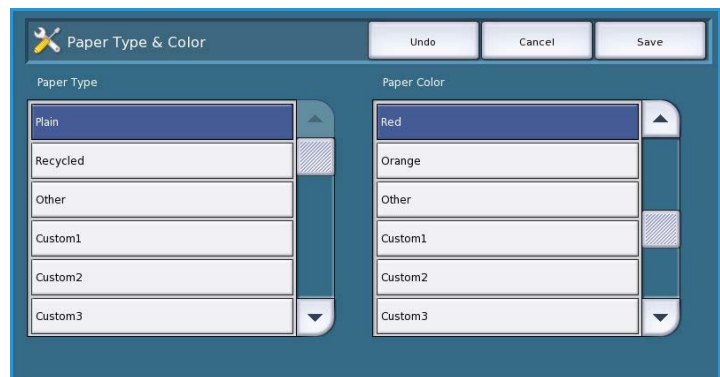 Paper Type & Color
Undo
Cancel
Save
Paper Type
Paper Color
Plain
Recycled
Other
Custom1
Custom2
Custom3
Red
Orange
Other
Custom1
Custom2
Custom3